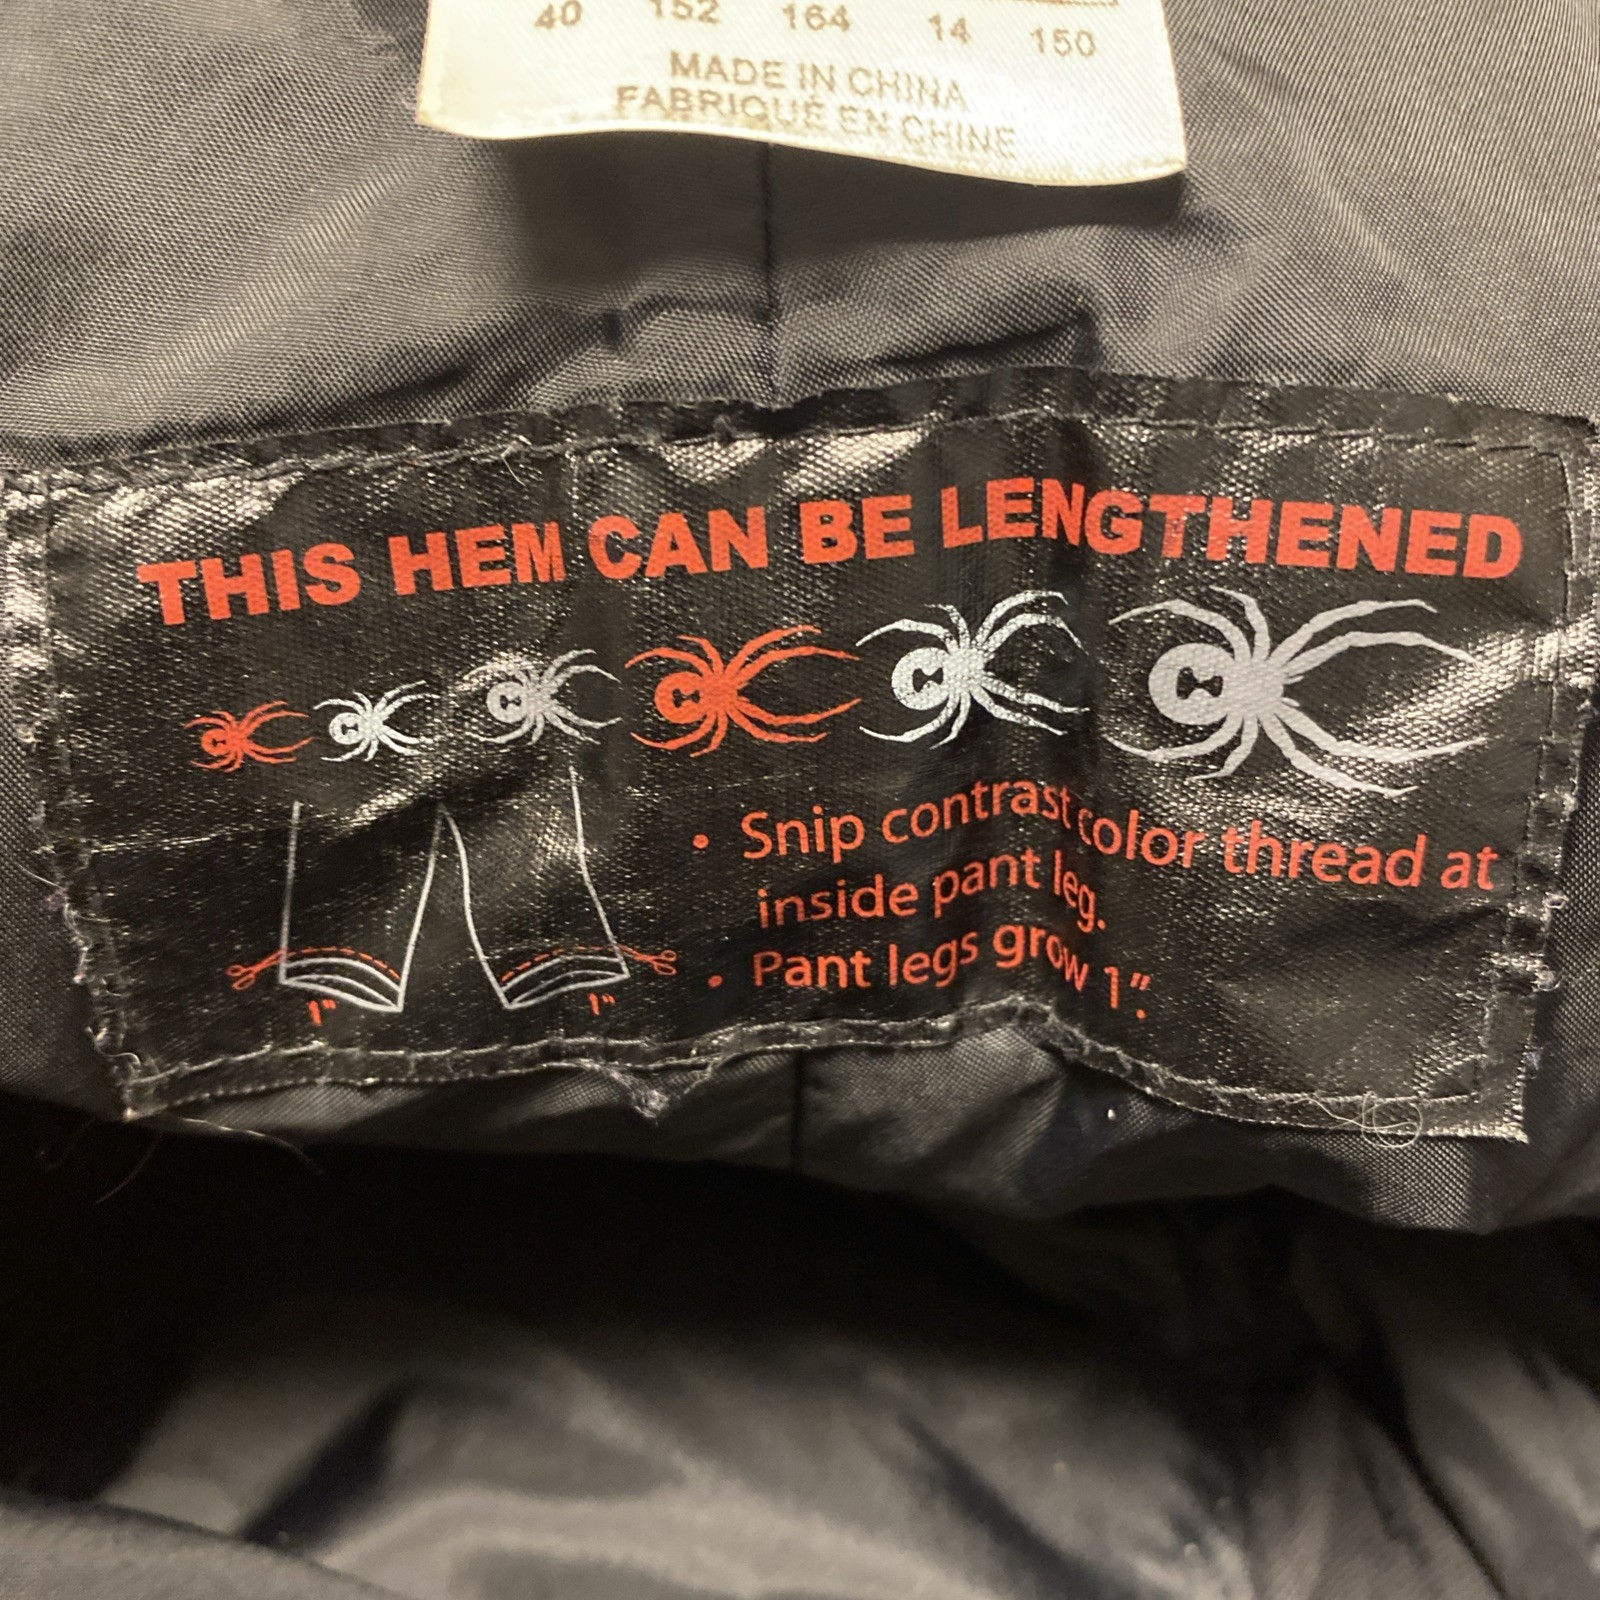 40 152 164 14 150
MADE IN CHINA
FABRIQUÉ EN CHINE
THIS HEM CAN BE LENGTHENED
• Snip contrast color thread at
inside pant leg.
• Pant legs grow 1".
1" 1"